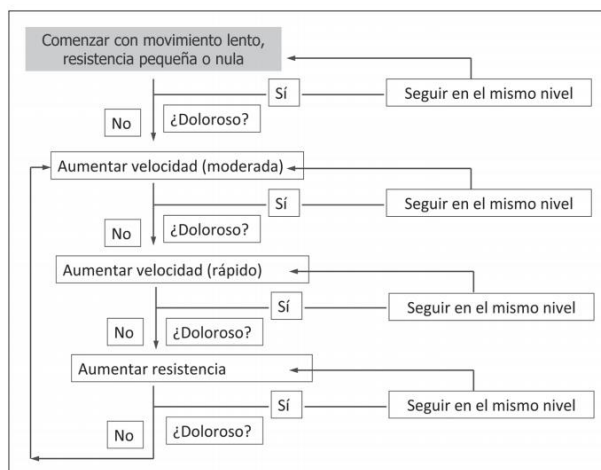 Comenzar con movimiento lento,
resistencia pequeña o nula
Sí
Seguir en el mismo nivel
No
¿Doloroso?
Aumentar velocidad (moderada)
Sí
Seguir en el mismo nivel
No
¿Doloroso?
Aumentar velocidad (rápido)
Sí
Seguir en el mismo nivel
No
¿Doloroso?
Aumentar resistencia
Sí
Seguir en el mismo nivel
No
¿Doloroso?